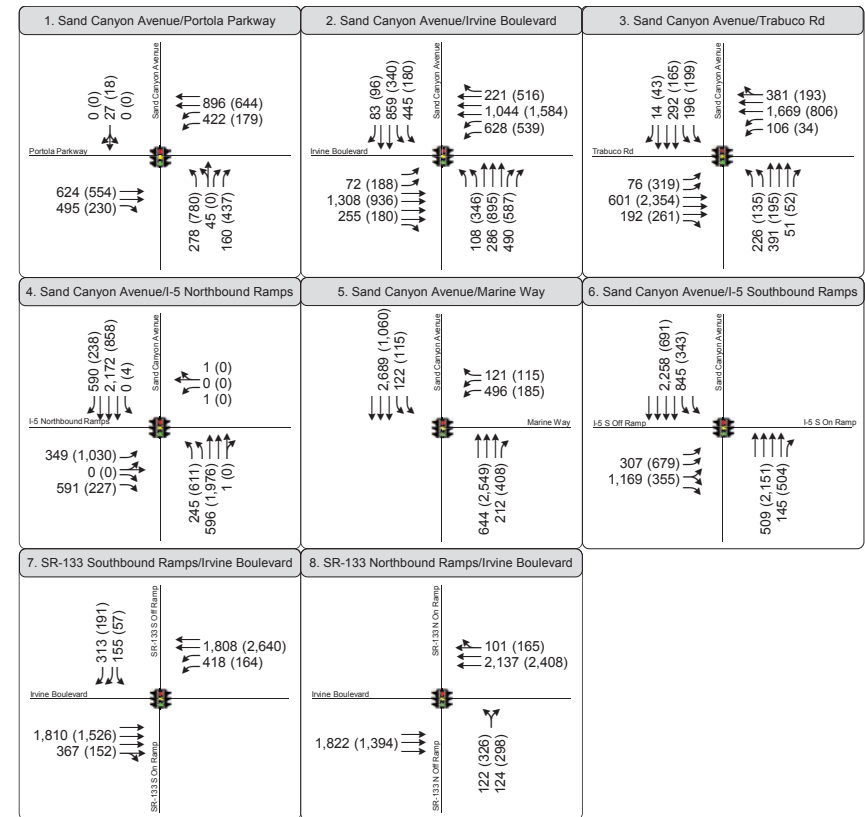 1. Sand Canyon Avenue/Portola Parkway
0 (0)
27 (18)
0 (0)
Sand Canyon Avenue
896 (644)
422 (179)
Portola Parkway
624 (554)
495 (230)
278 (780)
45 (0)
160 (437)
2. Sand Canyon Avenue/Irvine Boulevard
83 (96)
859 (340)
445 (180)
Sand Canyon Avenue
221 (516)
1,044 (1,584)
628 (539)
Irvine Boulevard
72 (188)
1,308 (936)
255 (180)
108 (346)
286 (895)
490 (587)
3. Sand Canyon Avenue/Trabuco Rd
14 (43)
292 (165)
196 (199)
Sand Canyon Avenue
381 (193)
1,669 (806)
106 (34)
Trabuco Rd
76 (319)
601 (2,354)
192 (261)
226 (135)
391 (195)
51 (52)
4. Sand Canyon Avenue/I-5 Northbound Ramps
590 (238)
2,172 (858)
0 (4)
Sand Canyon Avenue
1 (0)
0 (0)
1 (0)
I-5 Northbound Ramps
349 (1,030)
0 (0)
591 (227)
245 (611)
596 (1,976)
1 (0)
5. Sand Canyon Avenue/Marine Way
2,689 (1,060)
122 (115)
Sand Canyon Avenue
121 (115)
496 (185)
Marine Way
644 (2,549)
212 (408)
6. Sand Canyon Avenue/I-5 Southbound Ramps
2,258 (691)
845 (343)
Sand Canyon Avenue
I-5 S Off Ramp
I-5 S On Ramp
307 (679)
1,169 (355)
509 (2,151)
145 (504)
7. SR-133 Southbound Ramps/Irvine Boulevard
313 (191)
155 (57)
SR-133 S Off Ramp
1,808 (2,640)
418 (164)
Irvine Boulevard
1,810 (1,526)
367 (152)
SR-133 S On Ramp
8. SR-133 Northbound Ramps/Irvine Boulevard
SR-133 N On Ramp
101 (165)
2,137 (2,408)
Irvine Boulevard
1,822 (1,394)
SR-133 N Off Ramp
122 (326)
124 (298)